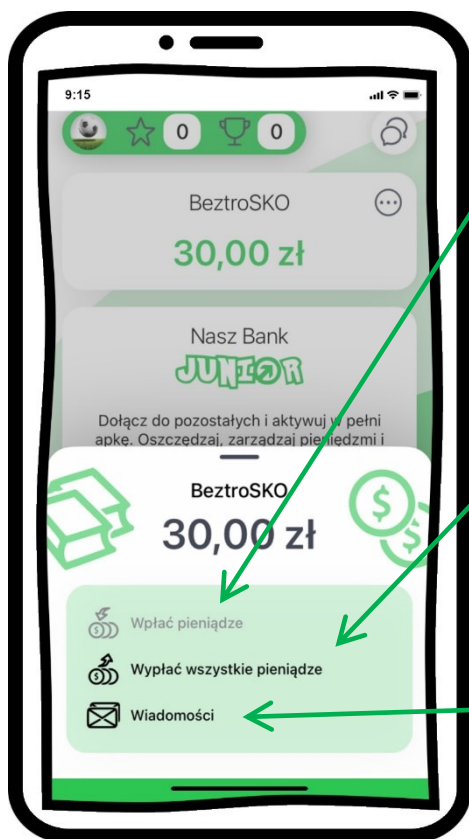 9:15
0 0
BeztroSKO
30,00 zł
Nasz Bank
JUNIOR
Dołącz do pozostałych i aktywuj w pełni
apkę. Oszczędzaj, zarządzaj pieniędzmi i
BeztroSKO
30,00 zł
Wpłać pieniądze
Wypłać wszystkie pieniądze
Wiadomości